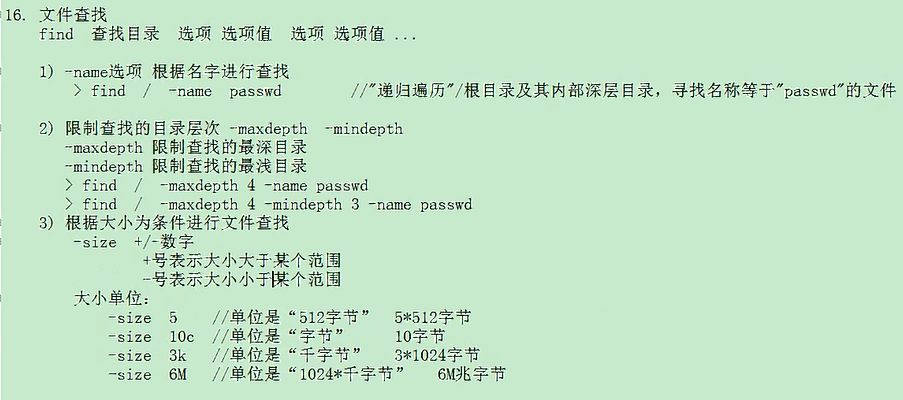 16. 文件查找
find 查找目录 选项 选项值 选项 选项值 ...
1) -name选项 根据名字进行查找
> find / -name passwd //"递归遍历"/根目录及其内部深层目录，寻找名称等于"passwd"的文件
2) 限制查找的目录层次 -maxdepth -mindepth
-maxdepth 限制查找的最深目录
-mindepth 限制查找的最浅目录
> find / -maxdepth 4 -name passwd
> find / -maxdepth 4 -mindepth 3 -name passwd
3) 根据大小为条件进行文件查找
-size +/-数字
+号表示大小大于某个范围
-号表示大小小于某个范围
大小单位：
-size 5 //单位是“512字节” 5*512字节
-size 10c //单位是“字节” 10字节
-size 3k //单位是“千字节” 3*1024字节
-size 6M //单位是“1024*千字节” 6M兆字节